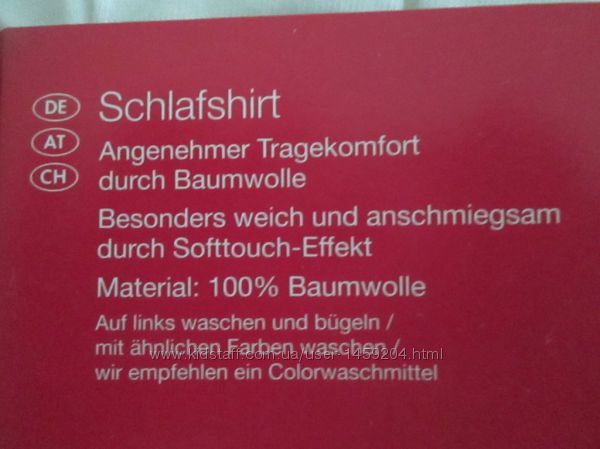 DE
Schlafshirt
AT
Angenehmer Tragekomfort
CH
durch Baumwolle
Besonders weich und anschmiegsam
durch Softtouch-Effekt
Material: 100% Baumwolle
Auf links waschen und bügeln /
mit ähnlichen Farben waschen /
www.kidstaff.com.ua/user-1459204.html
wir empfehlen ein Colorwaschmittel